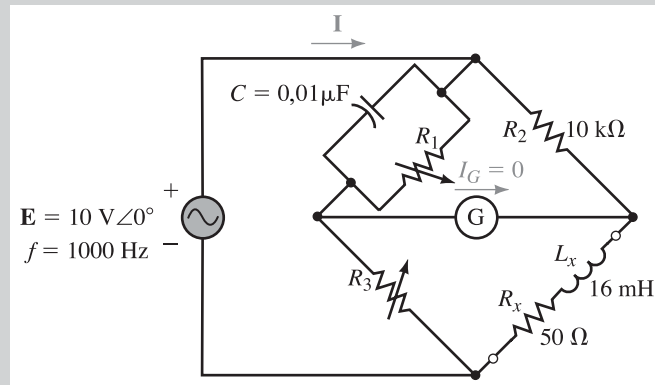 I
C = 0,01μF
R₁
R₂
10 kΩ
I_G = 0
+
E = 10 V∠0°
f = 1000 Hz
−
G
L_x
16 mH
R₃
R_x
50 Ω